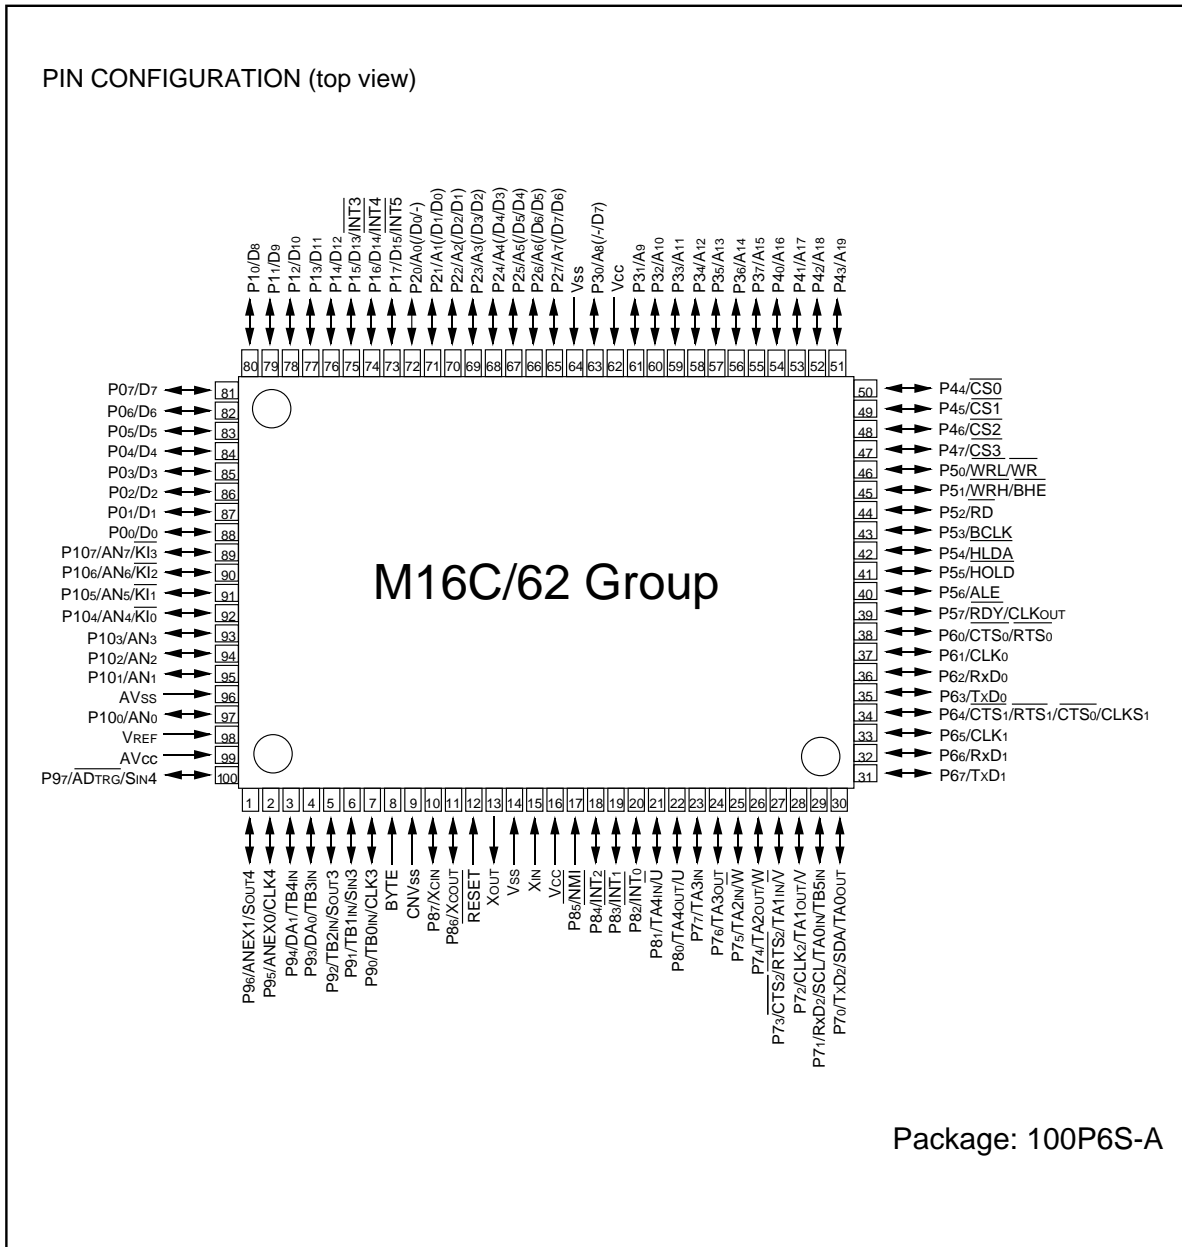 PIN CONFIGURATION (top view)
P10/D8
P11/D9
P12/D10
P13/D11
P14/D12
P15/D13/INT3
P16/D14/INT4
P17/D15/INT5
P20/A0(/D0/-)
P21/A1(/D1/D0)
P22/A2(/D2/D1)
P23/A3(/D3/D2)
P24/A4(/D4/D3)
P25/A5(/D5/D4)
P26/A6(/D6/D5)
P27/A7(/D7/D6)
Vss
P30/A8(/-/D7)
Vcc
P31/A9
P32/A10
P33/A11
P34/A12
P35/A13
P36/A14
P37/A15
P40/A16
P41/A17
P42/A18
P43/A19
80 79 78 77 76 75 74 73 72 71 70 69 68 67 66 65 64 63 62 61 60 59 58 57 56 55 54 53 52 51
P07/D7 81
P06/D6 82
P05/D5 83
P04/D4 84
P03/D3 85
P02/D2 86
P01/D1 87
P00/D0 88
P107/AN7/KI3 89
P106/AN6/KI2 90
P105/AN5/KI1 91
P104/AN4/KI0 92
P103/AN3 93
P102/AN2 94
P101/AN1 95
AVSS 96
P100/AN0 97
VREF 98
AVcc 99
P97/ADTRG/SIN4 100
M16C/62 Group
50 P44/CS0
49 P45/CS1
48 P46/CS2
47 P47/CS3
46 P50/WRL/WR
45 P51/WRH/BHE
44 P52/RD
43 P53/BCLK
42 P54/HLDA
41 P55/HOLD
40 P56/ALE
39 P57/RDY/CLKOUT
38 P60/CTS0/RTS0
37 P61/CLK0
36 P62/RxD0
35 P63/TxD0
34 P64/CTS1/RTS1/CTS0/CLKS1
33 P65/CLK1
32 P66/RxD1
31 P67/TxD1
1 2 3 4 5 6 7 8 9 10 11 12 13 14 15 16 17 18 19 20 21 22 23 24 25 26 27 28 29 30
P96/ANEX1/SOUT4
P95/ANEX0/CLK4
P94/DA1/TB4IN
P93/DA0/TB3IN
P92/TB2IN/SOUT3
P91/TB1IN/SIN3
P90/TB0IN/CLK3
BYTE
CNVss
P87/XCIN
P86/XCOUT
RESET
XOUT
Vss
XIN
Vcc
P85/NMI
P84/INT2
P83/INT1
P82/INT0
P81/TA4IN/U
P80/TA4OUT/U
P77/TA3IN
P76/TA3OUT
P75/TA2IN/W
P74/TA2OUT/W
P73/CTS2/RTS2/TA1IN/V
P72/CLK2/TA1OUT/V
P71/RxD2/SCL/TA0IN/TB5IN
P70/TxD2/SDA/TA0OUT
Package: 100P6S-A